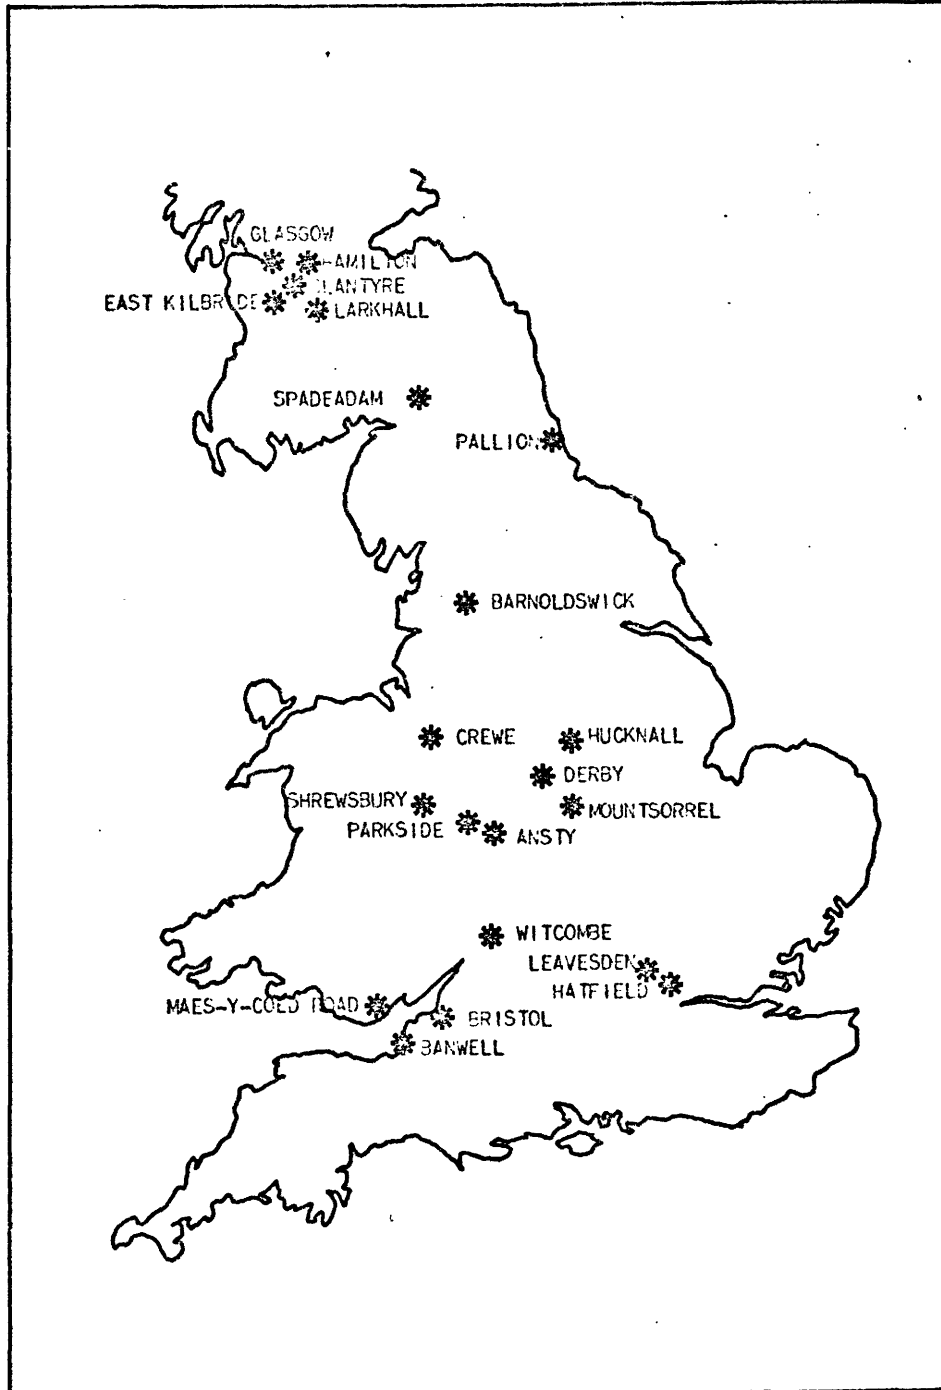 GLASGOW
HAMILTON
BLANTYRE
EAST KILBRIDE
LARKHALL
SPADEADAM
PALLION
BARNOLDSWICK
CREWE
HUCKNALL
DERBY
SHREWSBURY
MOUNTSORREL
PARKSIDE
ANSTY
WITCOMBE
LEAVESDEN
HATFIELD
MAES-Y-COED ROAD
BRISTOL
BANWELL